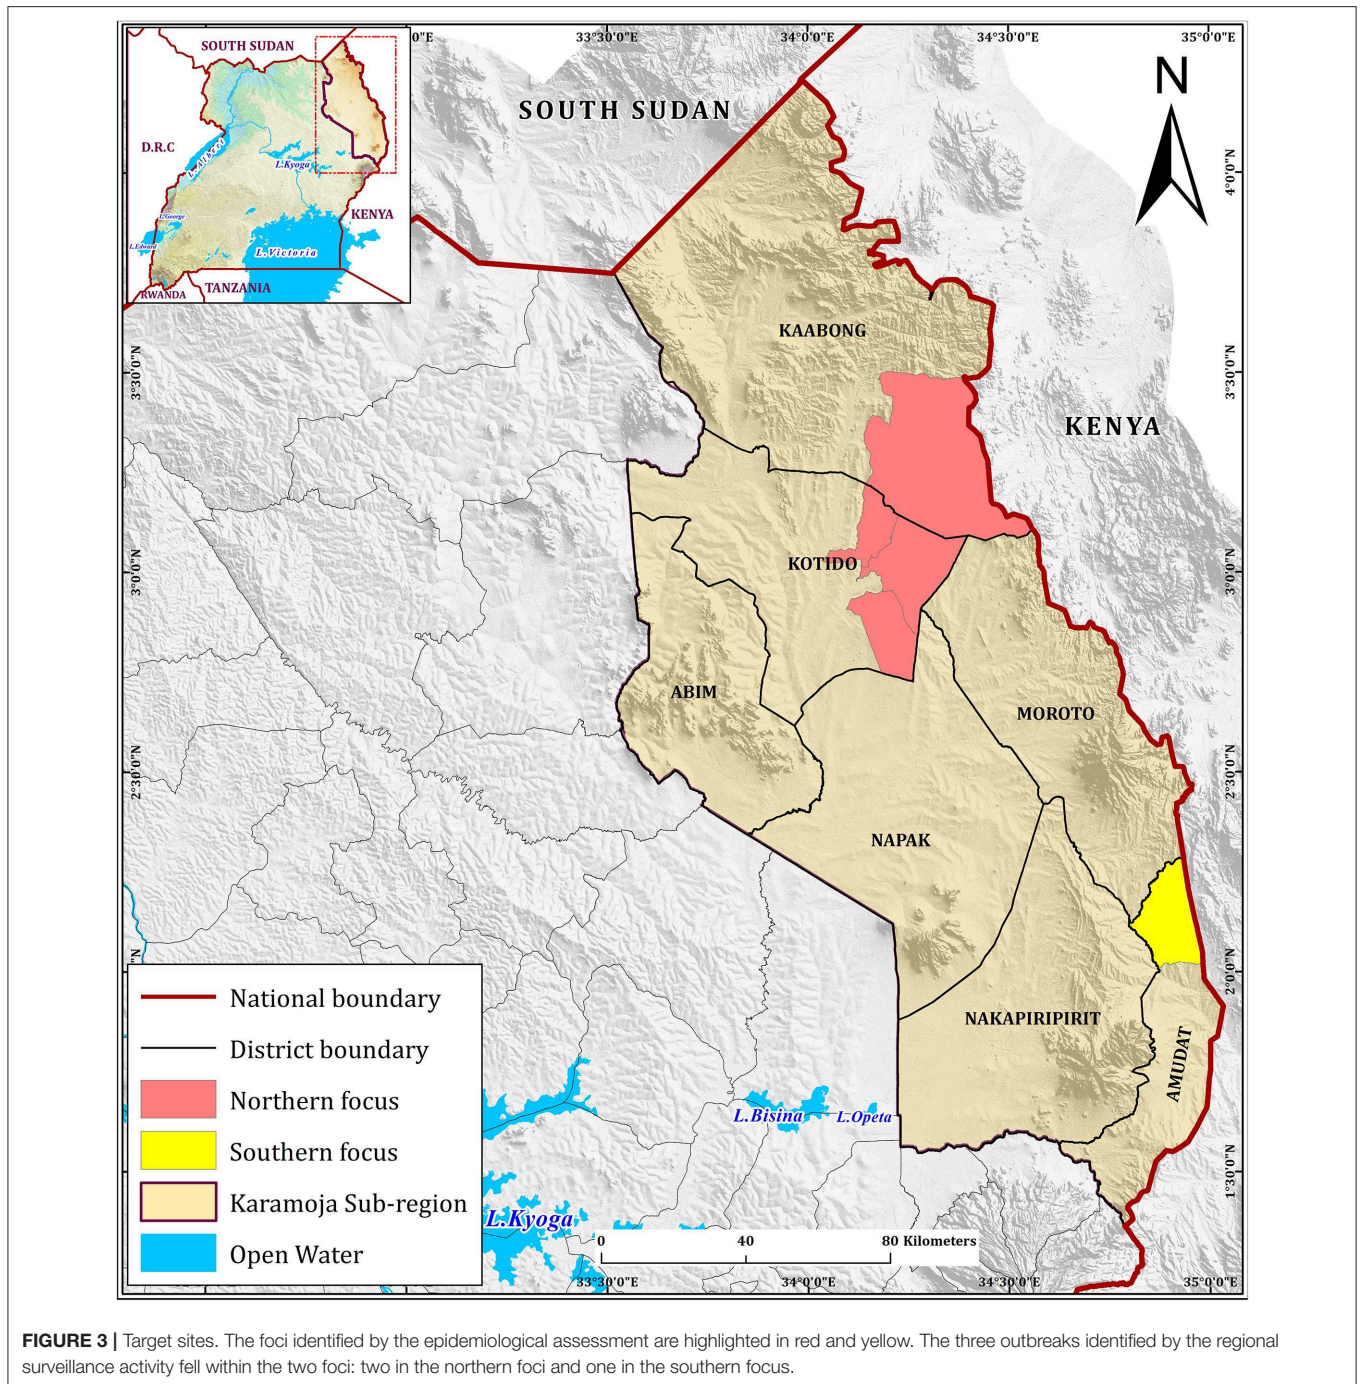 SOUTH SUDAN
D.R.C
L.Albert
L.Kyoga
L.George
L.Edward
KENYA
L.Victoria
RWANDA
TANZANIA
0'0"E
33°30'0"E
34°0'0"E
34°30'0"E
35°0'0"E
N
SOUTH SUDAN
4°0'0"N
KAABONG
3°30'0"N
3°30'0"N
KENYA
3°0'0"N
KOTIDO
3°0'0"N
ABIM
MOROTO
2°30'0"N
2°30'0"N
NAPAK
"N
2°0'0"N
NAKAPIRIPIRIT
AMUDAT
L.Bisina
L.Opeta
1°30'0"N
L.Kyoga
National boundary
District boundary
Northern focus
Southern focus
Karamoja Sub-region
Open Water
0 40 80 Kilometers
33°30'0"E
34°0'0"E
34°30'0"E
35°0'0"E
FIGURE 3 | Target sites. The foci identified by the epidemiological assessment are highlighted in red and yellow. The three outbreaks identified by the regional
surveillance activity fell within the two foci: two in the northern foci and one in the southern focus.